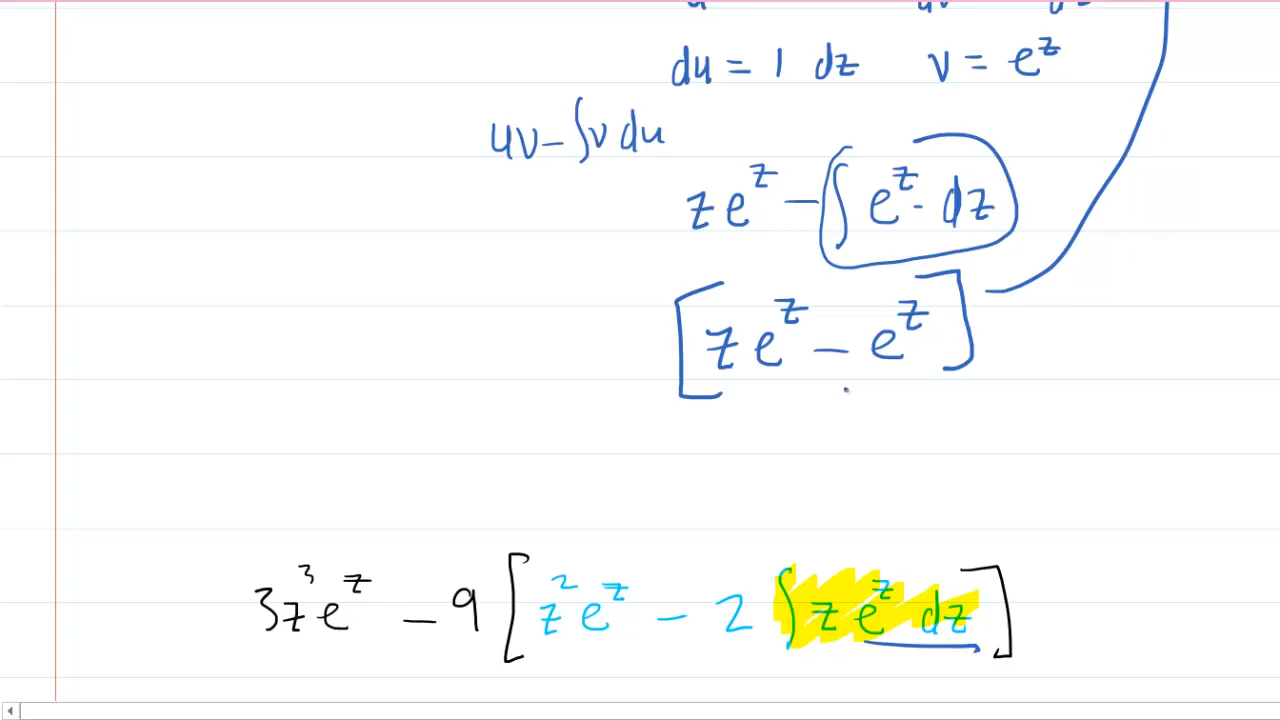 du = 1 dz v = e^z
uv - ∫v du
ze^z - ∫e^z · dz
[ze^z - e^z]
3z^3e^z - 9[z^2e^z - 2∫ze^z dz]